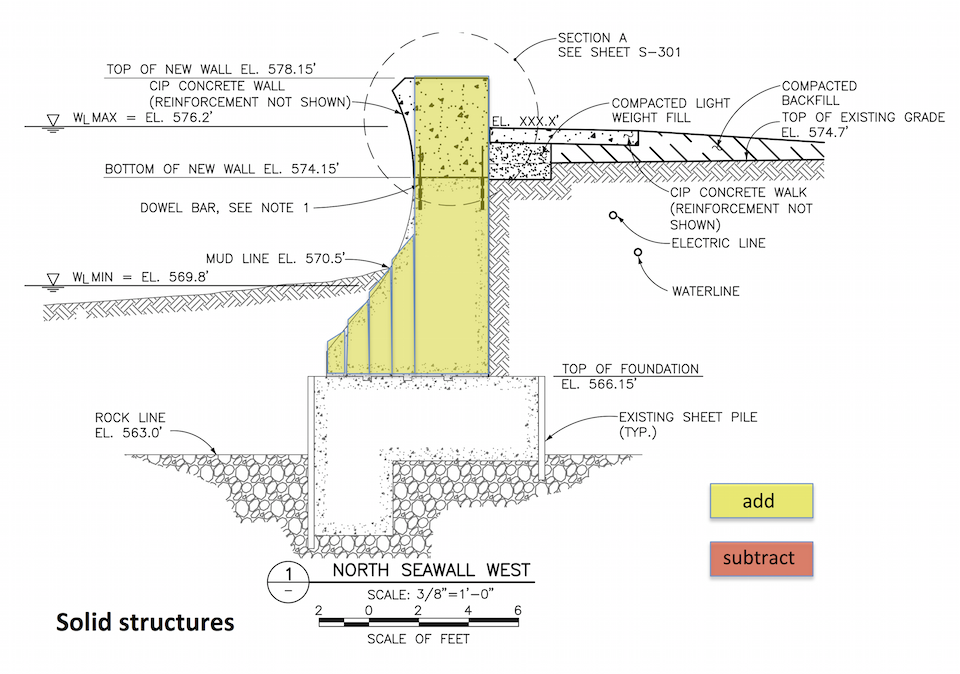 SECTION A
SEE SHEET S-301
TOP OF NEW WALL EL. 578.15'
CIP CONCRETE WALL
(REINFORCEMENT NOT SHOWN)
WL MAX = EL. 576.2'
EL. XXX.X'
COMPACTED LIGHT
WEIGHT FILL
COMPACTED
BACKFILL
TOP OF EXISTING GRADE
EL. 574.7'
BOTTOM OF NEW WALL EL. 574.15'
DOWEL BAR, SEE NOTE 1
CIP CONCRETE WALK
(REINFORCEMENT NOT
SHOWN)
ELECTRIC LINE
MUD LINE EL. 570.5'
WL MIN = EL. 569.8'
WATERLINE
TOP OF FOUNDATION
EL. 566.15'
ROCK LINE
EL. 563.0'
EXISTING SHEET PILE
(TYP.)
add
subtract
1
–
NORTH SEAWALL WEST
SCALE: 3/8"=1'-0"
2 0 2 4 6
SCALE OF FEET
Solid structures